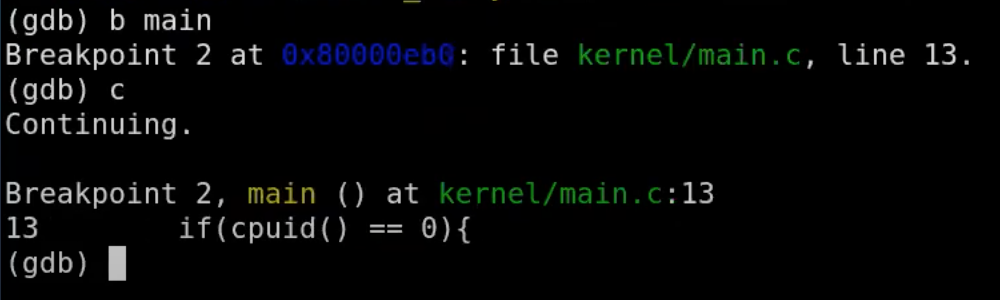 (gdb) b main
Breakpoint 2 at 0x80000eb0: file kernel/main.c, line 13.
(gdb) c
Continuing.

Breakpoint 2, main () at kernel/main.c:13
13        if(cpuid() == 0){
(gdb)